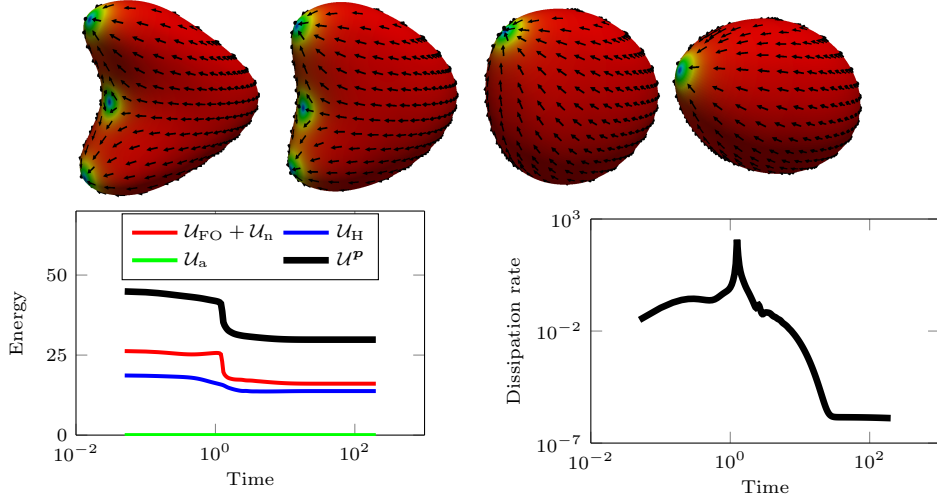 𝒰_FO + 𝒰_n 𝒰_H
𝒰_a 𝒰^𝒑
Energy
50
25
0
10^−2 10^0 10^2
Time
Dissipation rate
10^3
10^−2
10^−7
10^−2 10^0 10^2
Time